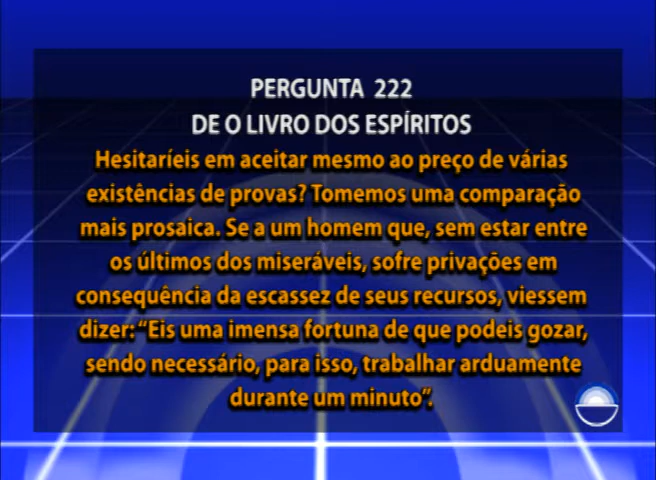 PERGUNTA 222
DE O LIVRO DOS ESPÍRITOS
Hesitaríeis em aceitar mesmo ao preço de várias
existências de provas? Tomemos uma comparação
mais prosaica. Se a um homem que, sem estar entre
os últimos dos miseráveis, sofre privações em
consequência da escassez de seus recursos, viessem
dizer: “Eis uma imensa fortuna de que podeis gozar,
sendo necessário, para isso, trabalhar arduamente
durante um minuto”.